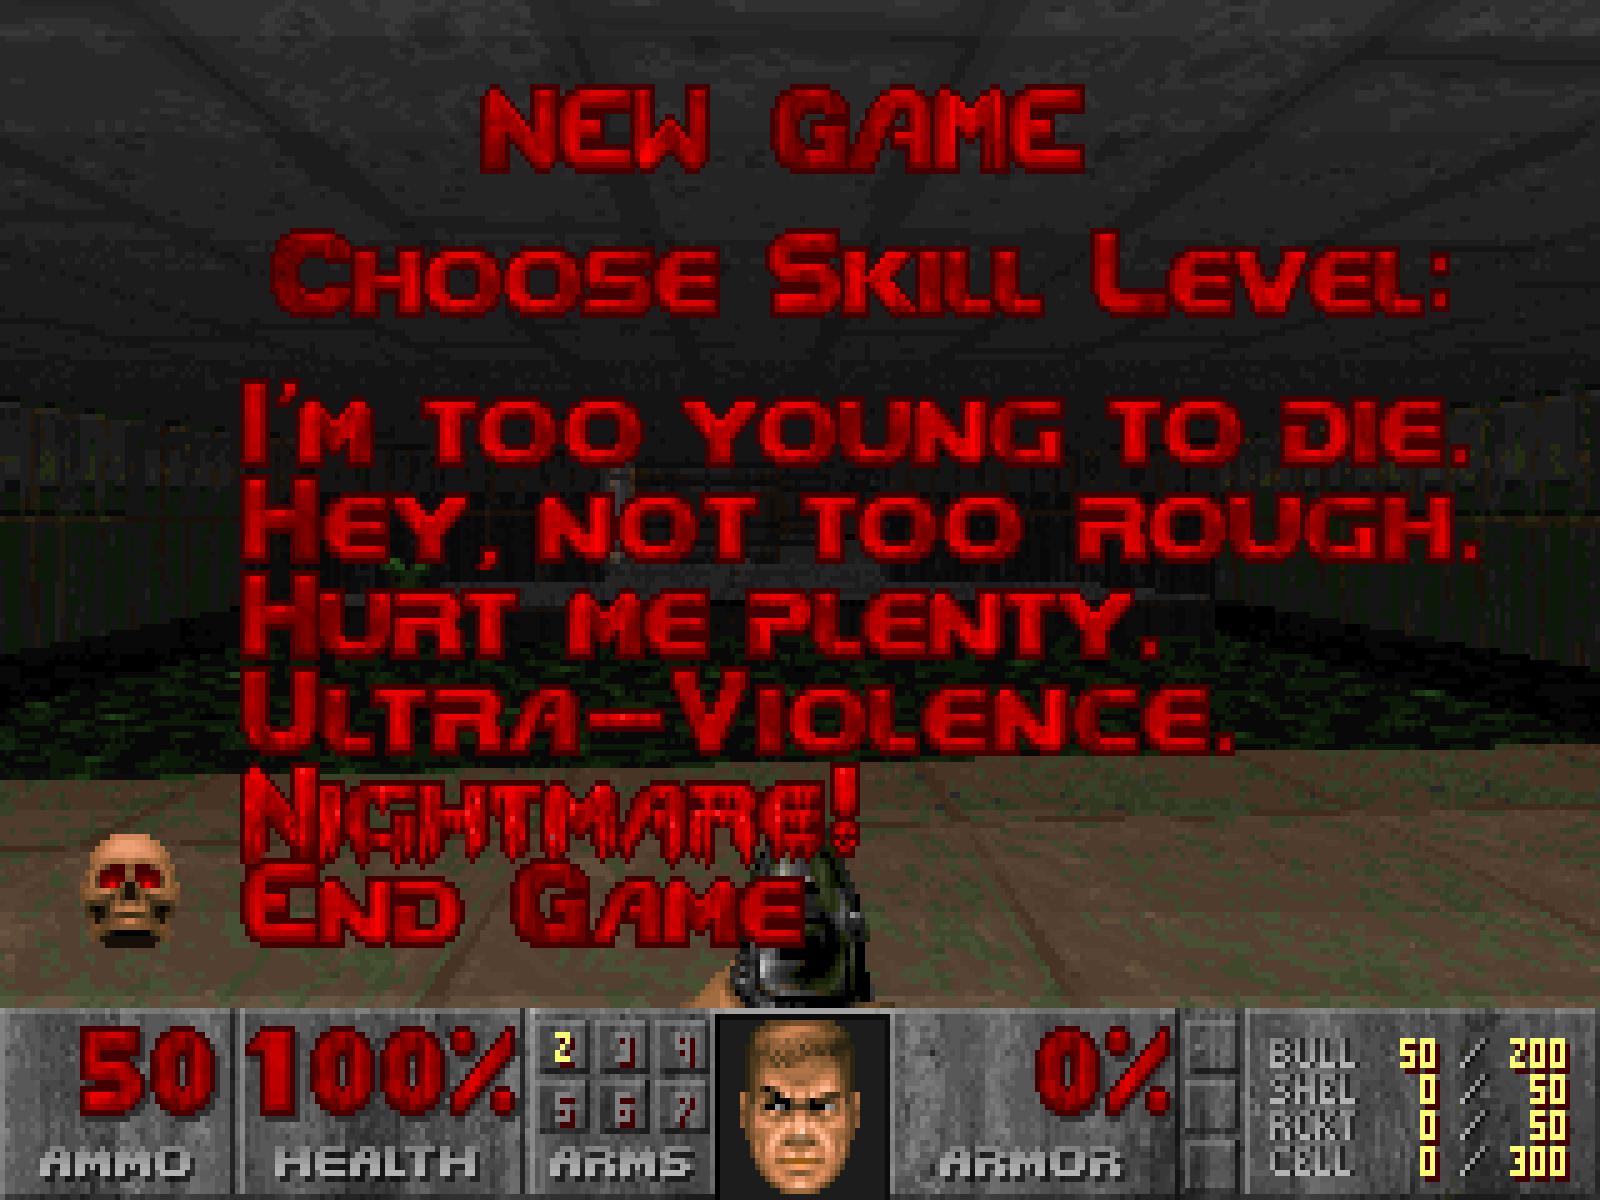 NEW GAME
CHOOSE SKILL LEVEL:
I'M TOO YOUNG TO DIE.
HEY, NOT TOO ROUGH.
HURT ME PLENTY.
ULTRA-VIOLENCE.
NIGHTMARE!
END GAME
50 100% 2 3 4 0% BULL 50 / 200
SHEL 0 / 50
5 6 7 RCKT 0 / 50
AMMO HEALTH ARMS ARMOR CELL 0 / 300